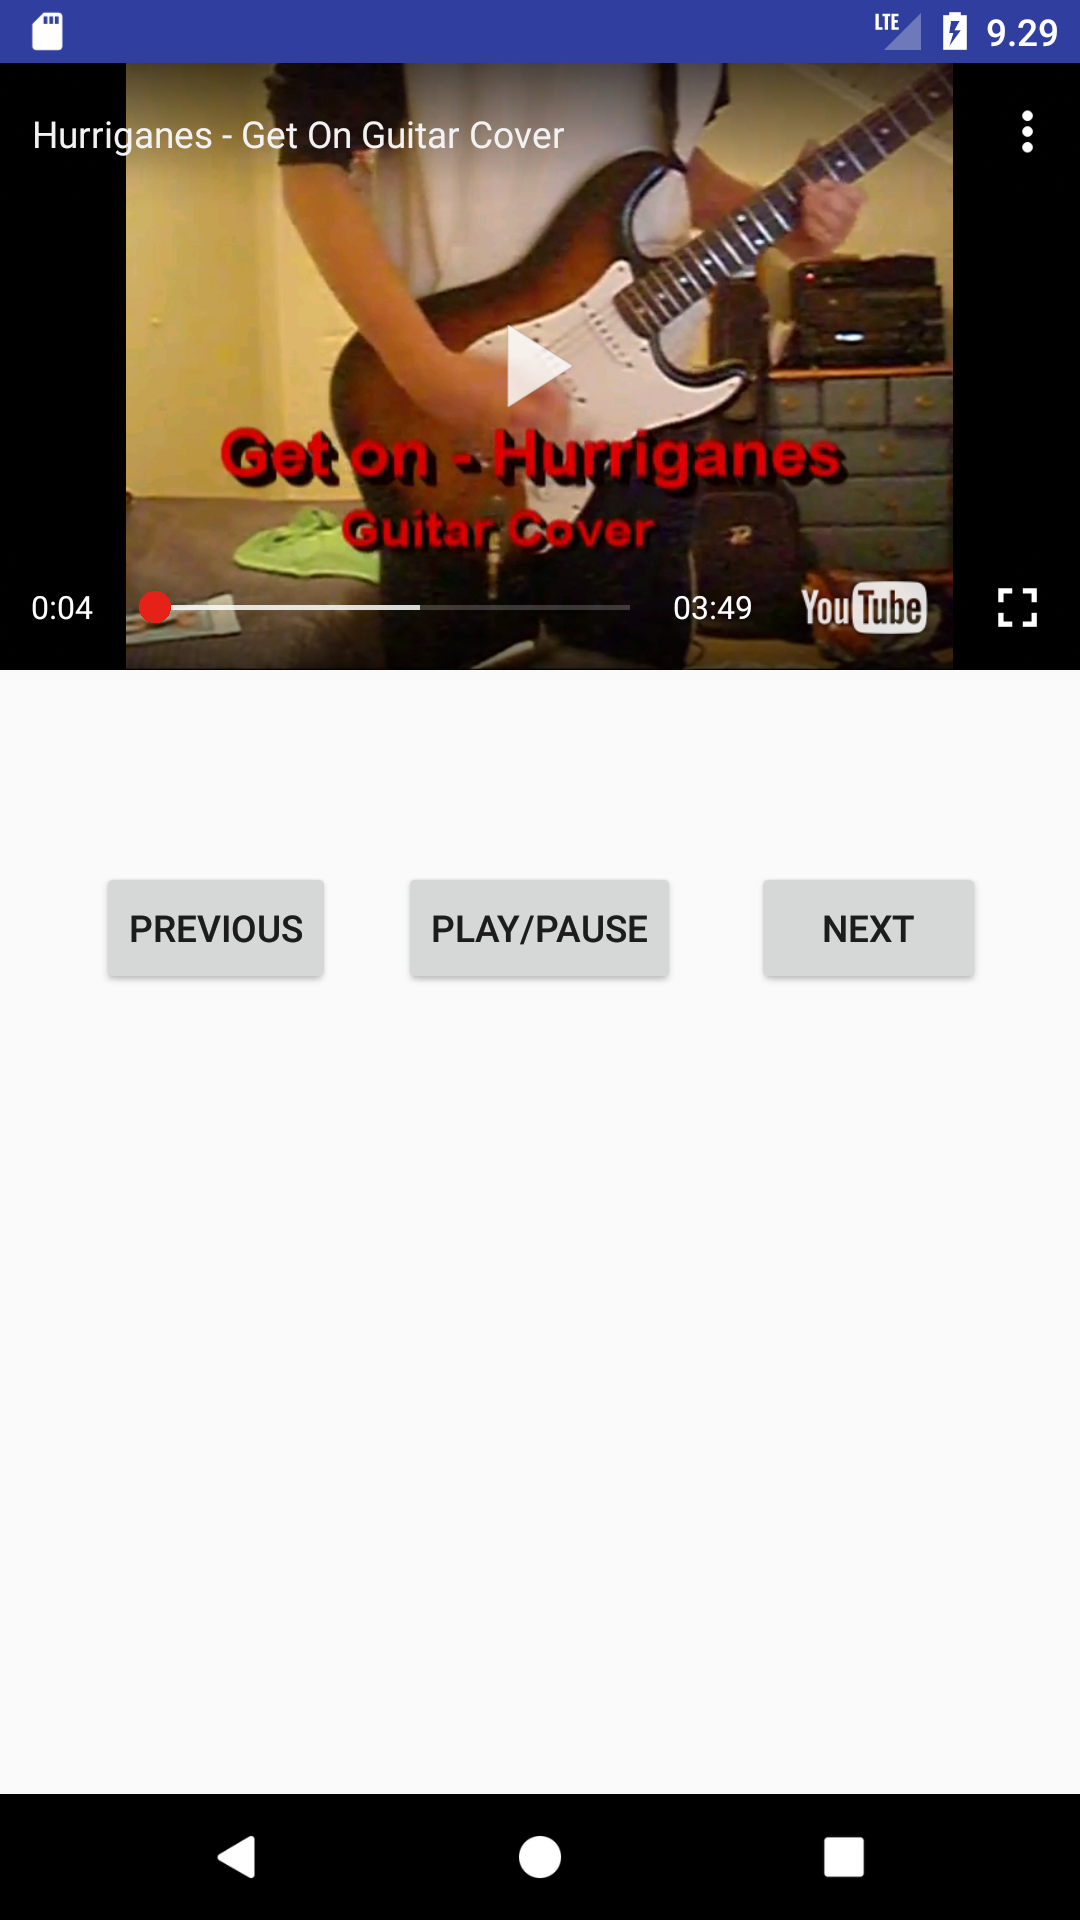 LTE 9.29
Hurriganes - Get On Guitar Cover
Get on - Hurriganes
Guitar Cover
0:04 03:49 YouTube
PREVIOUS PLAY/PAUSE NEXT